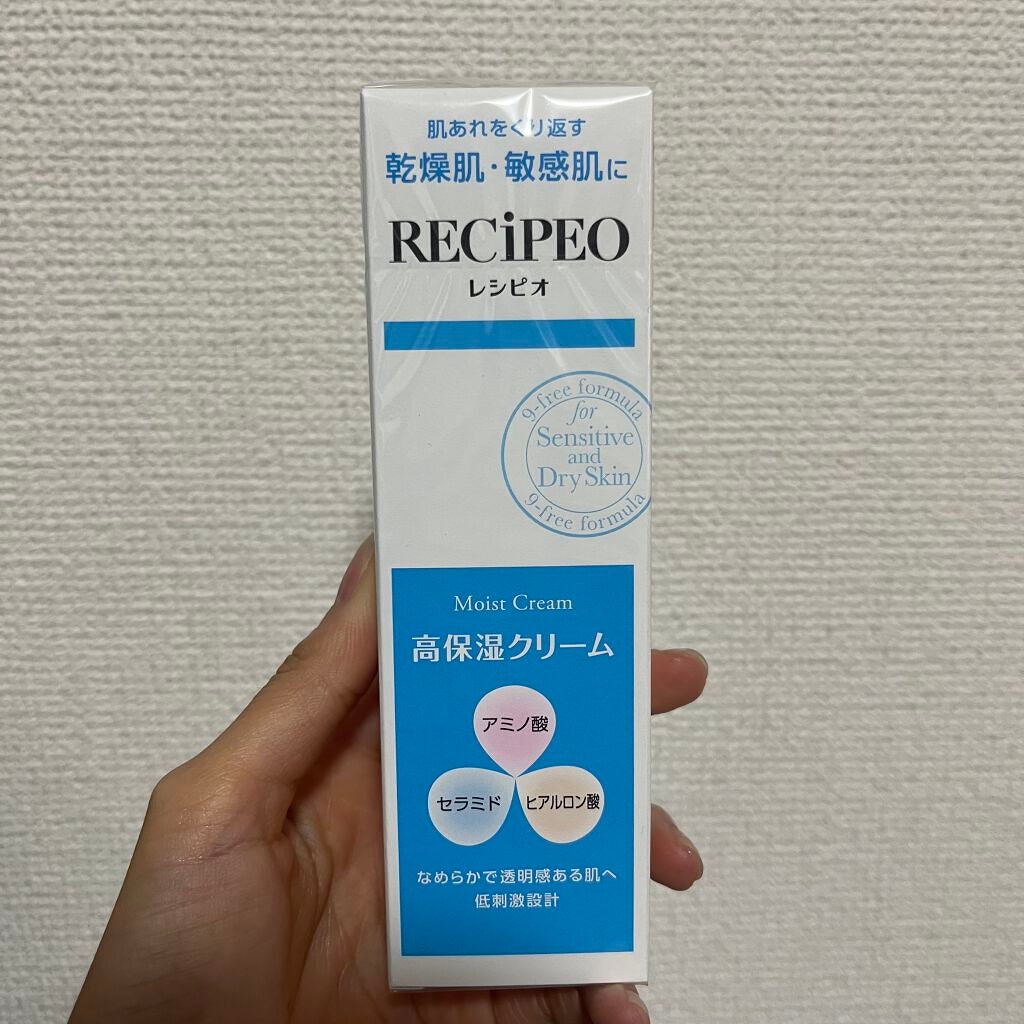 肌あれをくり返す
乾燥肌・敏感肌に
RECiPEO
レシピオ
9-free formula
for
Sensitive
and
Dry Skin
9-free formula
Moist Cream
高保湿クリーム
アミノ酸
セラミド ヒアルロン酸
なめらかで透明感ある肌へ
低刺激設計